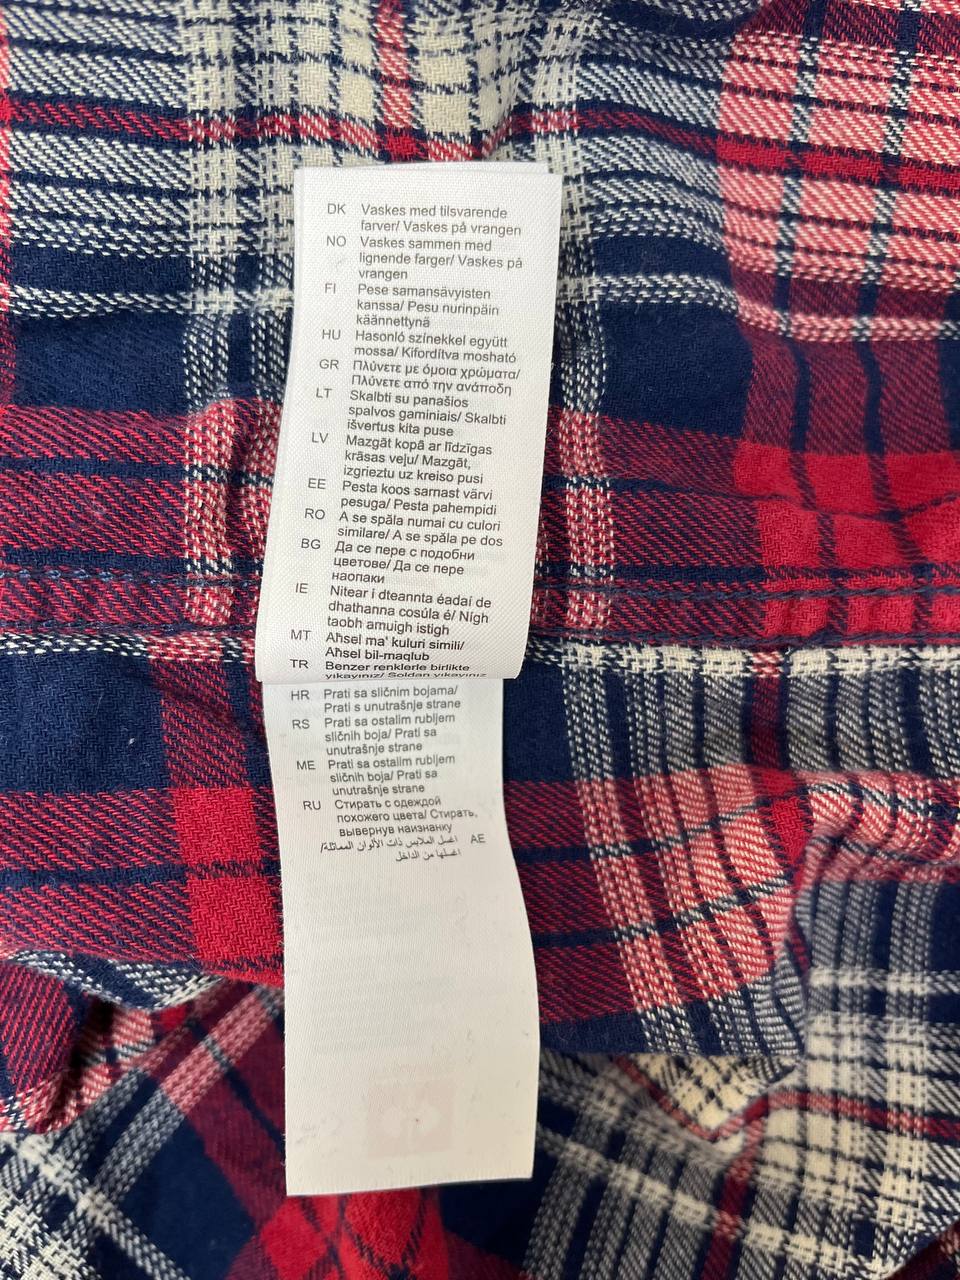 DK Vaskes med tilsvarende
farver/ Vaskes på vrangen
NO Vaskes sammen med
lignende farger/ Vaskes på
vrangen
FI Pese samansävyisten
kanssa/ Pesu nurinpäin
käännettynä
HU Hasonló színekkel együtt
mossa/ Kifordítva mosható
GR Πλύνετε με όμοια χρώματα/
Πλύνετε από την ανάποδη
LT Skalbti su panašios
spalvos gaminiais/ Skalbti
išvertus kita puse
LV Mazgāt kopā ar līdzīgas
krāsas veļu/ Mazgāt,
izgrieztu uz kreiso pusi
EE Pesta koos sarnast värvi
pesuga/ Pesta pahempidi
RO A se spăla numai cu culori
similare/ A se spăla pe dos
BG Да се пере с подобни
цветове/ Да се пере
наопаки
IE Nitear i dteannta éadaí de
dhathanna cosúla é/ Nigh
taobh amuigh istigh
MT Aħsel ma' kuluri simili/
Aħsel bil-maqlub
TR Benzer renklerle birlikte
yıkayınız/ Soldan yıkayınız
HR Prati sa sličnim bojama/
Prati s unutrašnje strane
RS Prati sa ostalim rubljem
sličnih boja/ Prati sa
unutrašnje strane
ME Prati sa ostalim rubljem
sličnih boja/ Prati sa
unutrašnje strane
RU Стирать с одеждой
похожего цвета/ Стирать,
вывернув наизнанку
AE اغسل الملابس ذات الألوان المماثلة/
اغسلها من الداخل